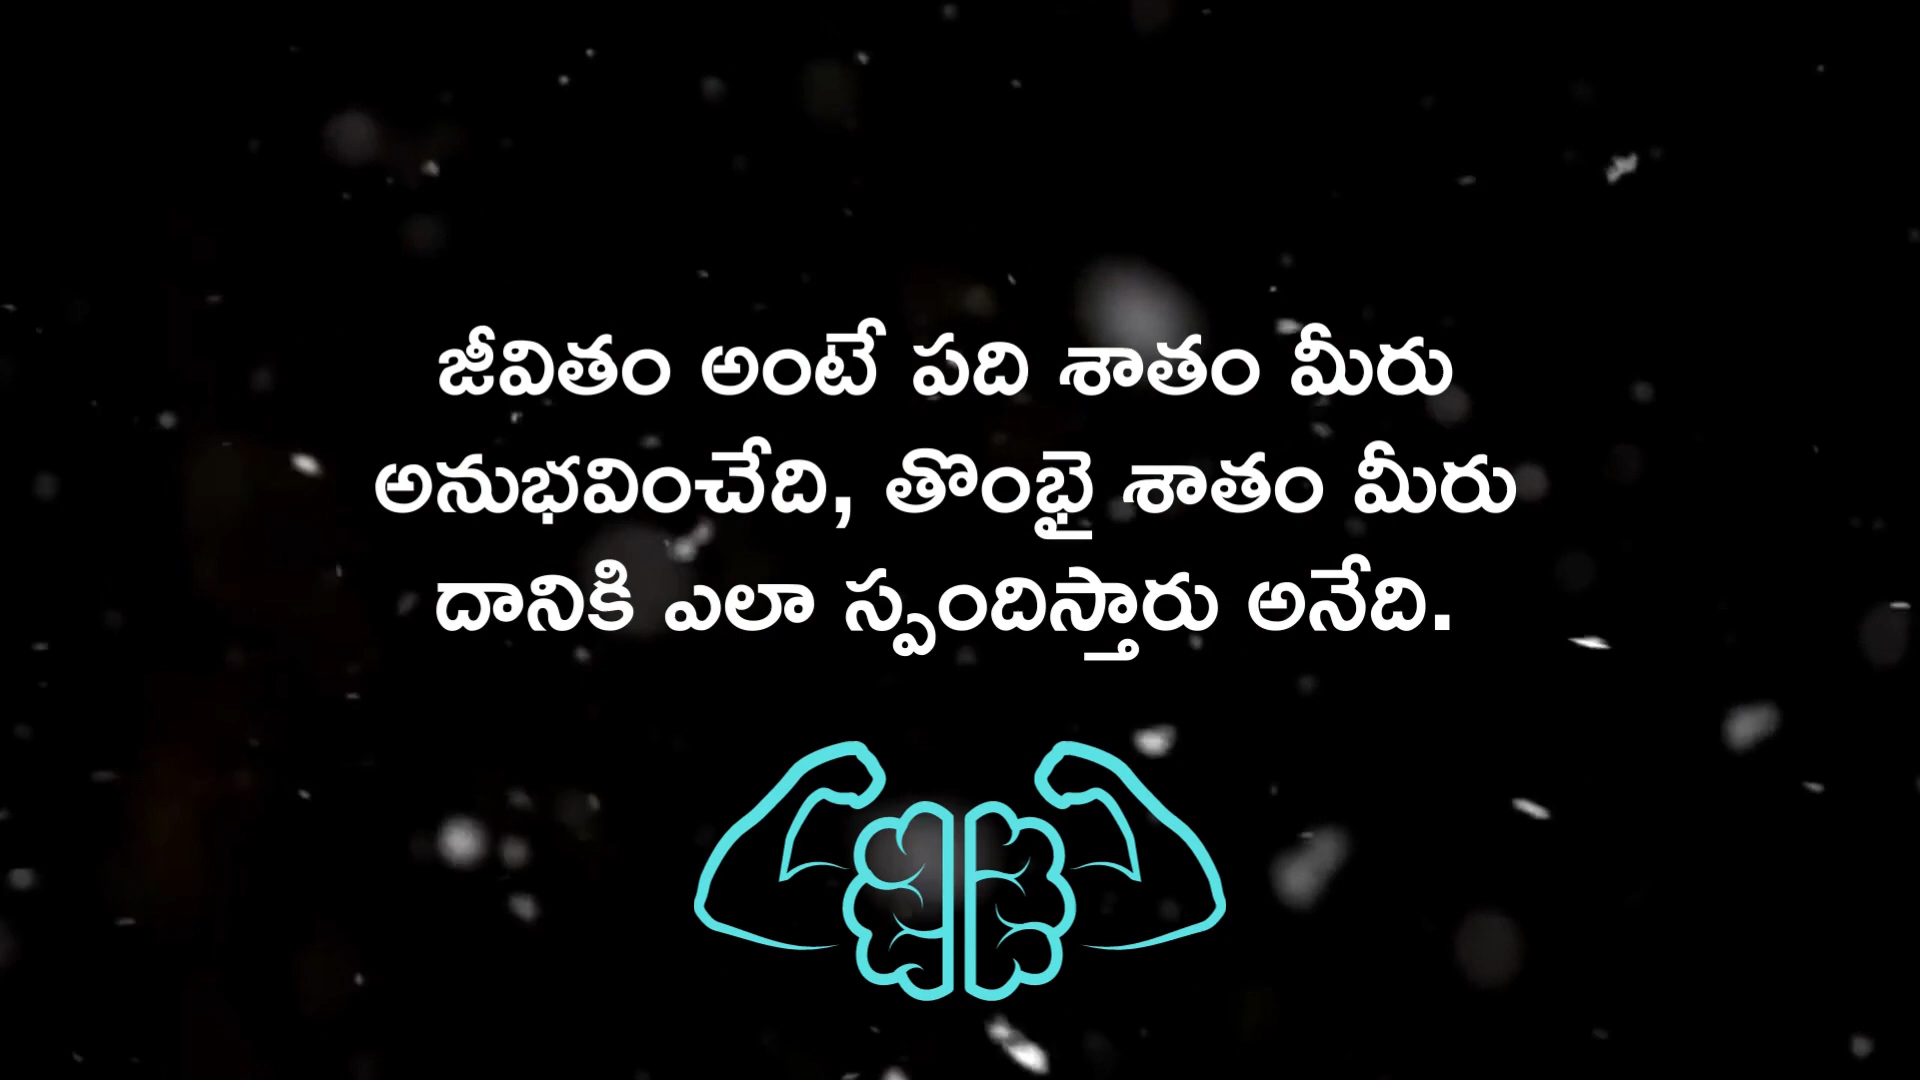 జీవితం అంటే పది శాతం మీరు
అనుభవించేది, తొంభై శాతం మీరు
దానికి ఎలా స్పందిస్తారు అనేది.